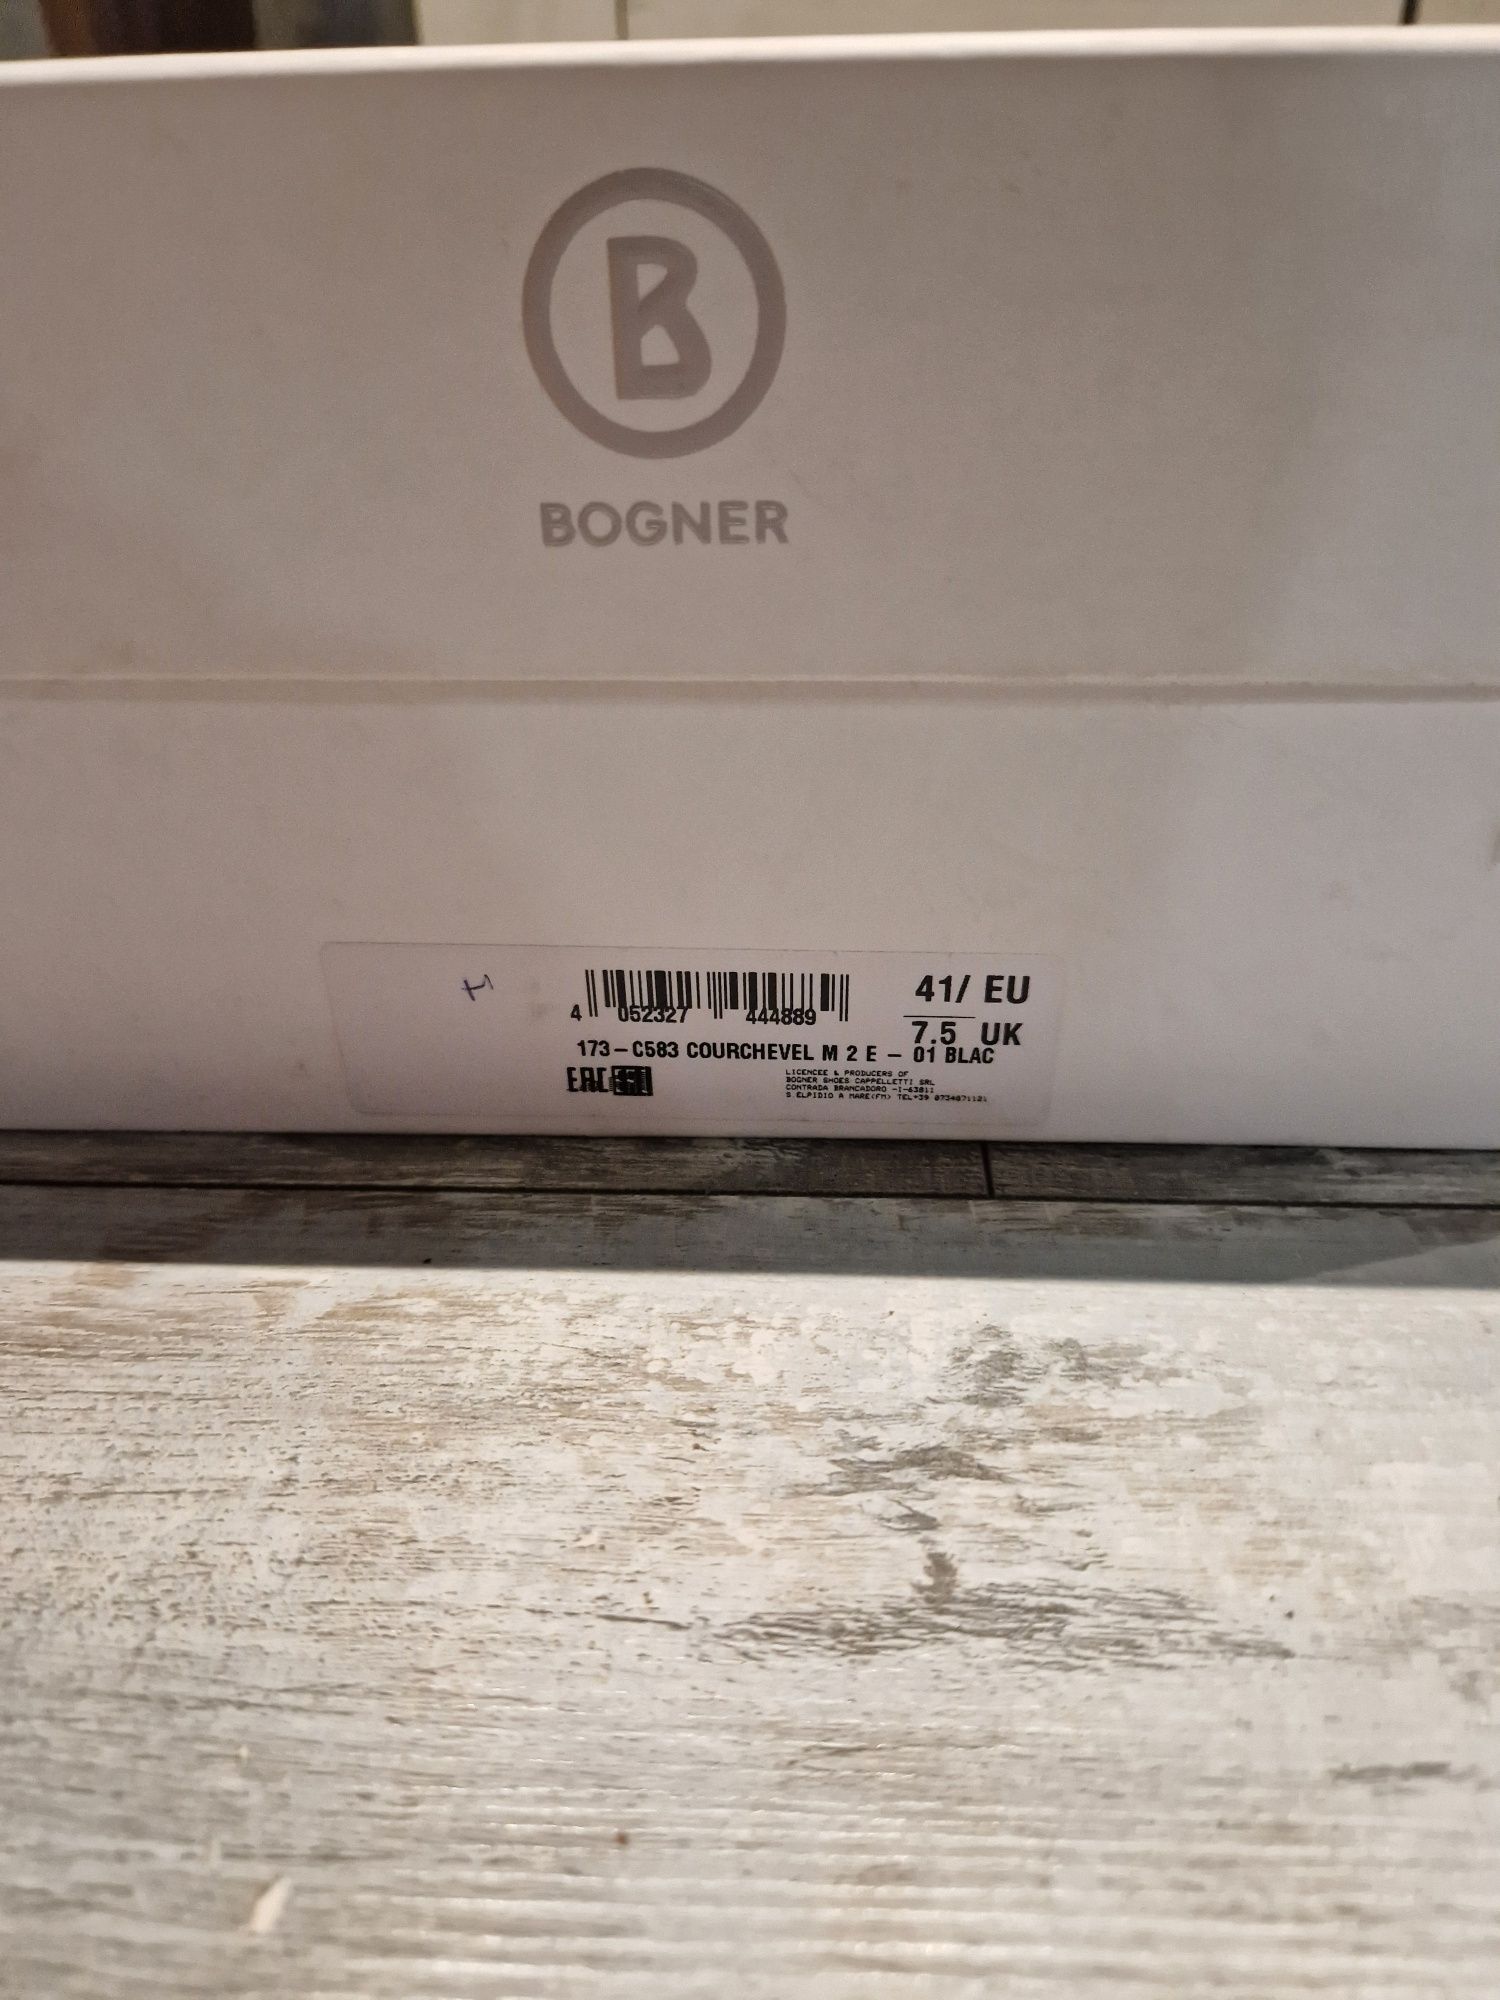 B
BOGNER
41/ EU
4 052327 444889
7.5 UK
173-C583 COURCHEVEL M 2 E - 01 BLAC
EAC
LICENCEE & PRODUCERS OF
BOGNER SHOES CAPPELLETTI SRL
CONTRADA BRANCADORO -I-63811
S ELPIDIO A MARE(FM) TEL+39 0734871121